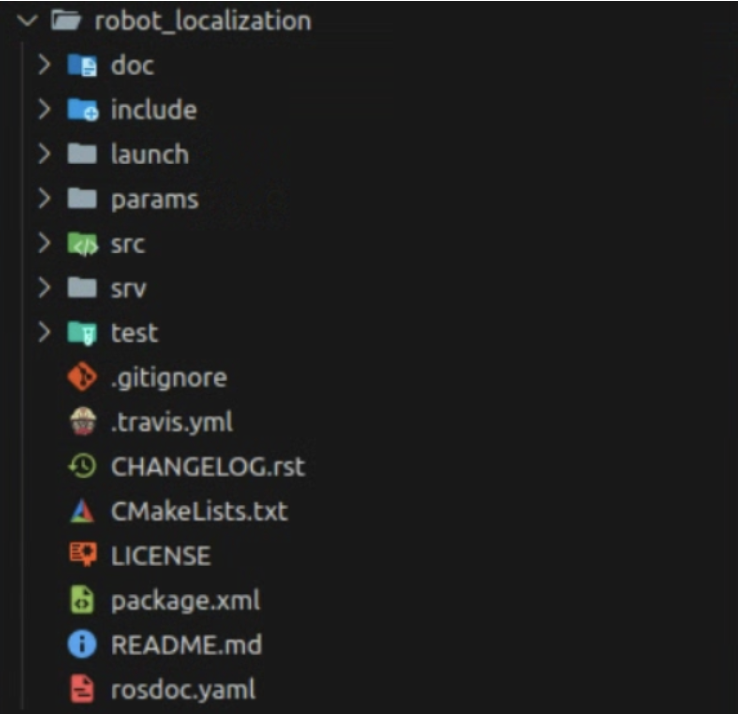 robot_localization
doc
include
launch
params
src
srv
test
.gitignore
.travis.yml
CHANGELOG.rst
CMakeLists.txt
LICENSE
package.xml
README.md
rosdoc.yaml